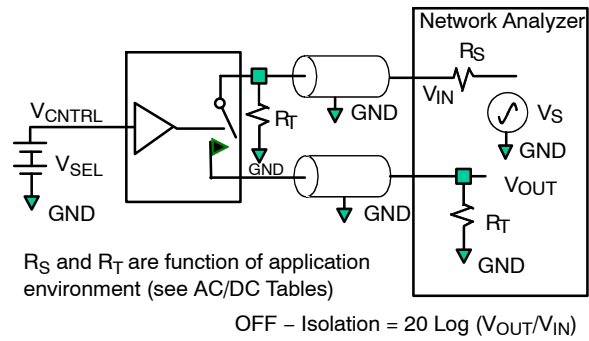 Network Analyzer
RS
VCNTRL
RT
GND
VIN
VS
GND
GND
VSEL
VOUT
GND
GND
RT
GND
RS and RT are function of application
environment (see AC/DC Tables)
OFF − Isolation = 20 Log (VOUT/VIN)